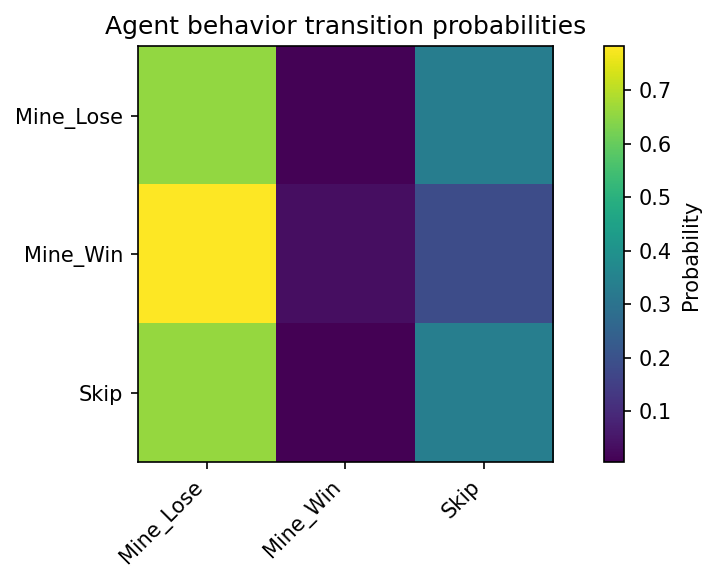 Agent behavior transition probabilities
Mine_Lose
Mine_Win
Skip
Mine_Lose
Mine_Win
Skip
0.7
0.6
0.5
0.4
0.3
0.2
0.1
Probability